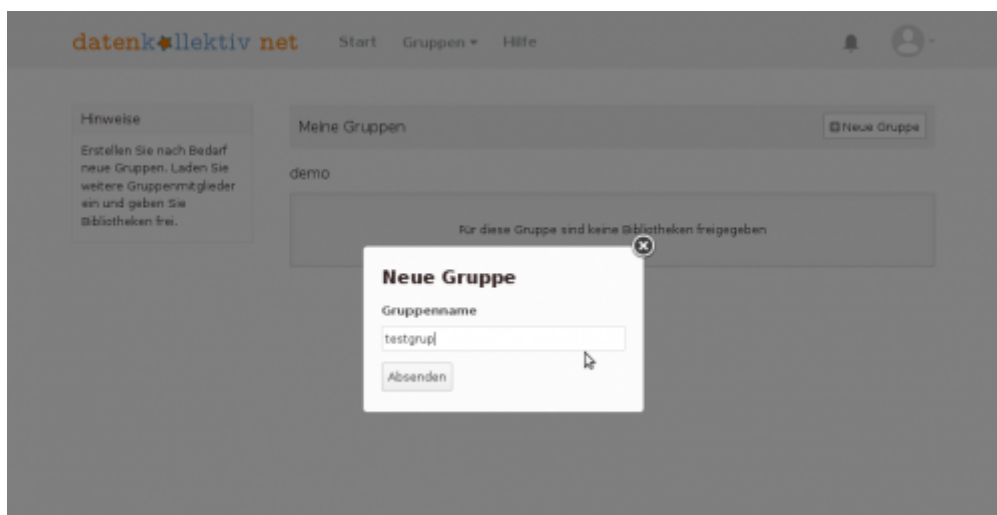 datenkollektiv net Start Gruppen Hilfe
Hinweise
Erstellen Sie nach Bedarf
neue Gruppen. Laden Sie
weitere Gruppenmitglieder
ein und geben Sie
Bibliotheken frei.
Meine Gruppen
Neue Gruppe
demo
Für diese Gruppe sind keine Bibliotheken freigegeben
Neue Gruppe
Gruppenname
testgrup
Absenden